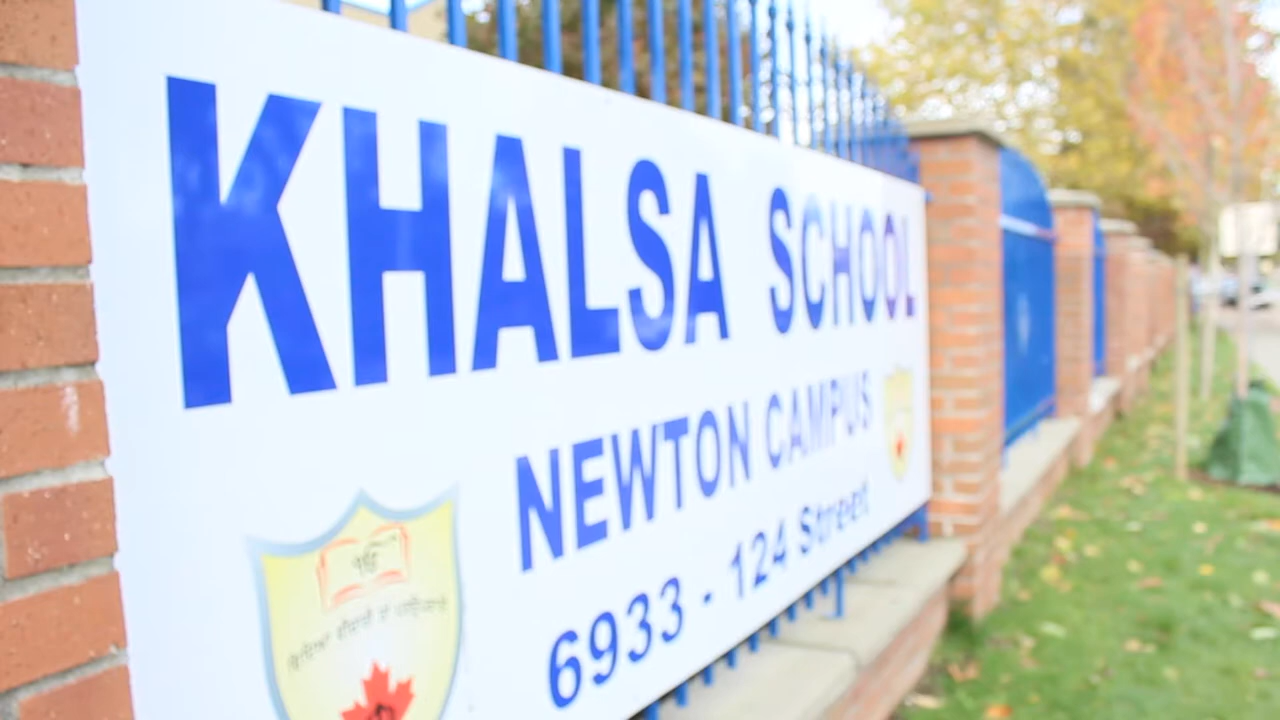 KHALSA SCHOOL
NEWTON CAMPUS
6933 - 124 Street
ੴ